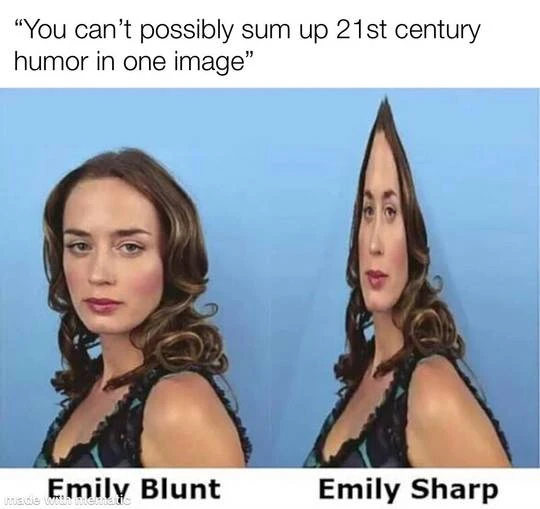 “You can’t possibly sum up 21st century
humor in one image”
Emily Blunt
Emily Sharp
made with mematic